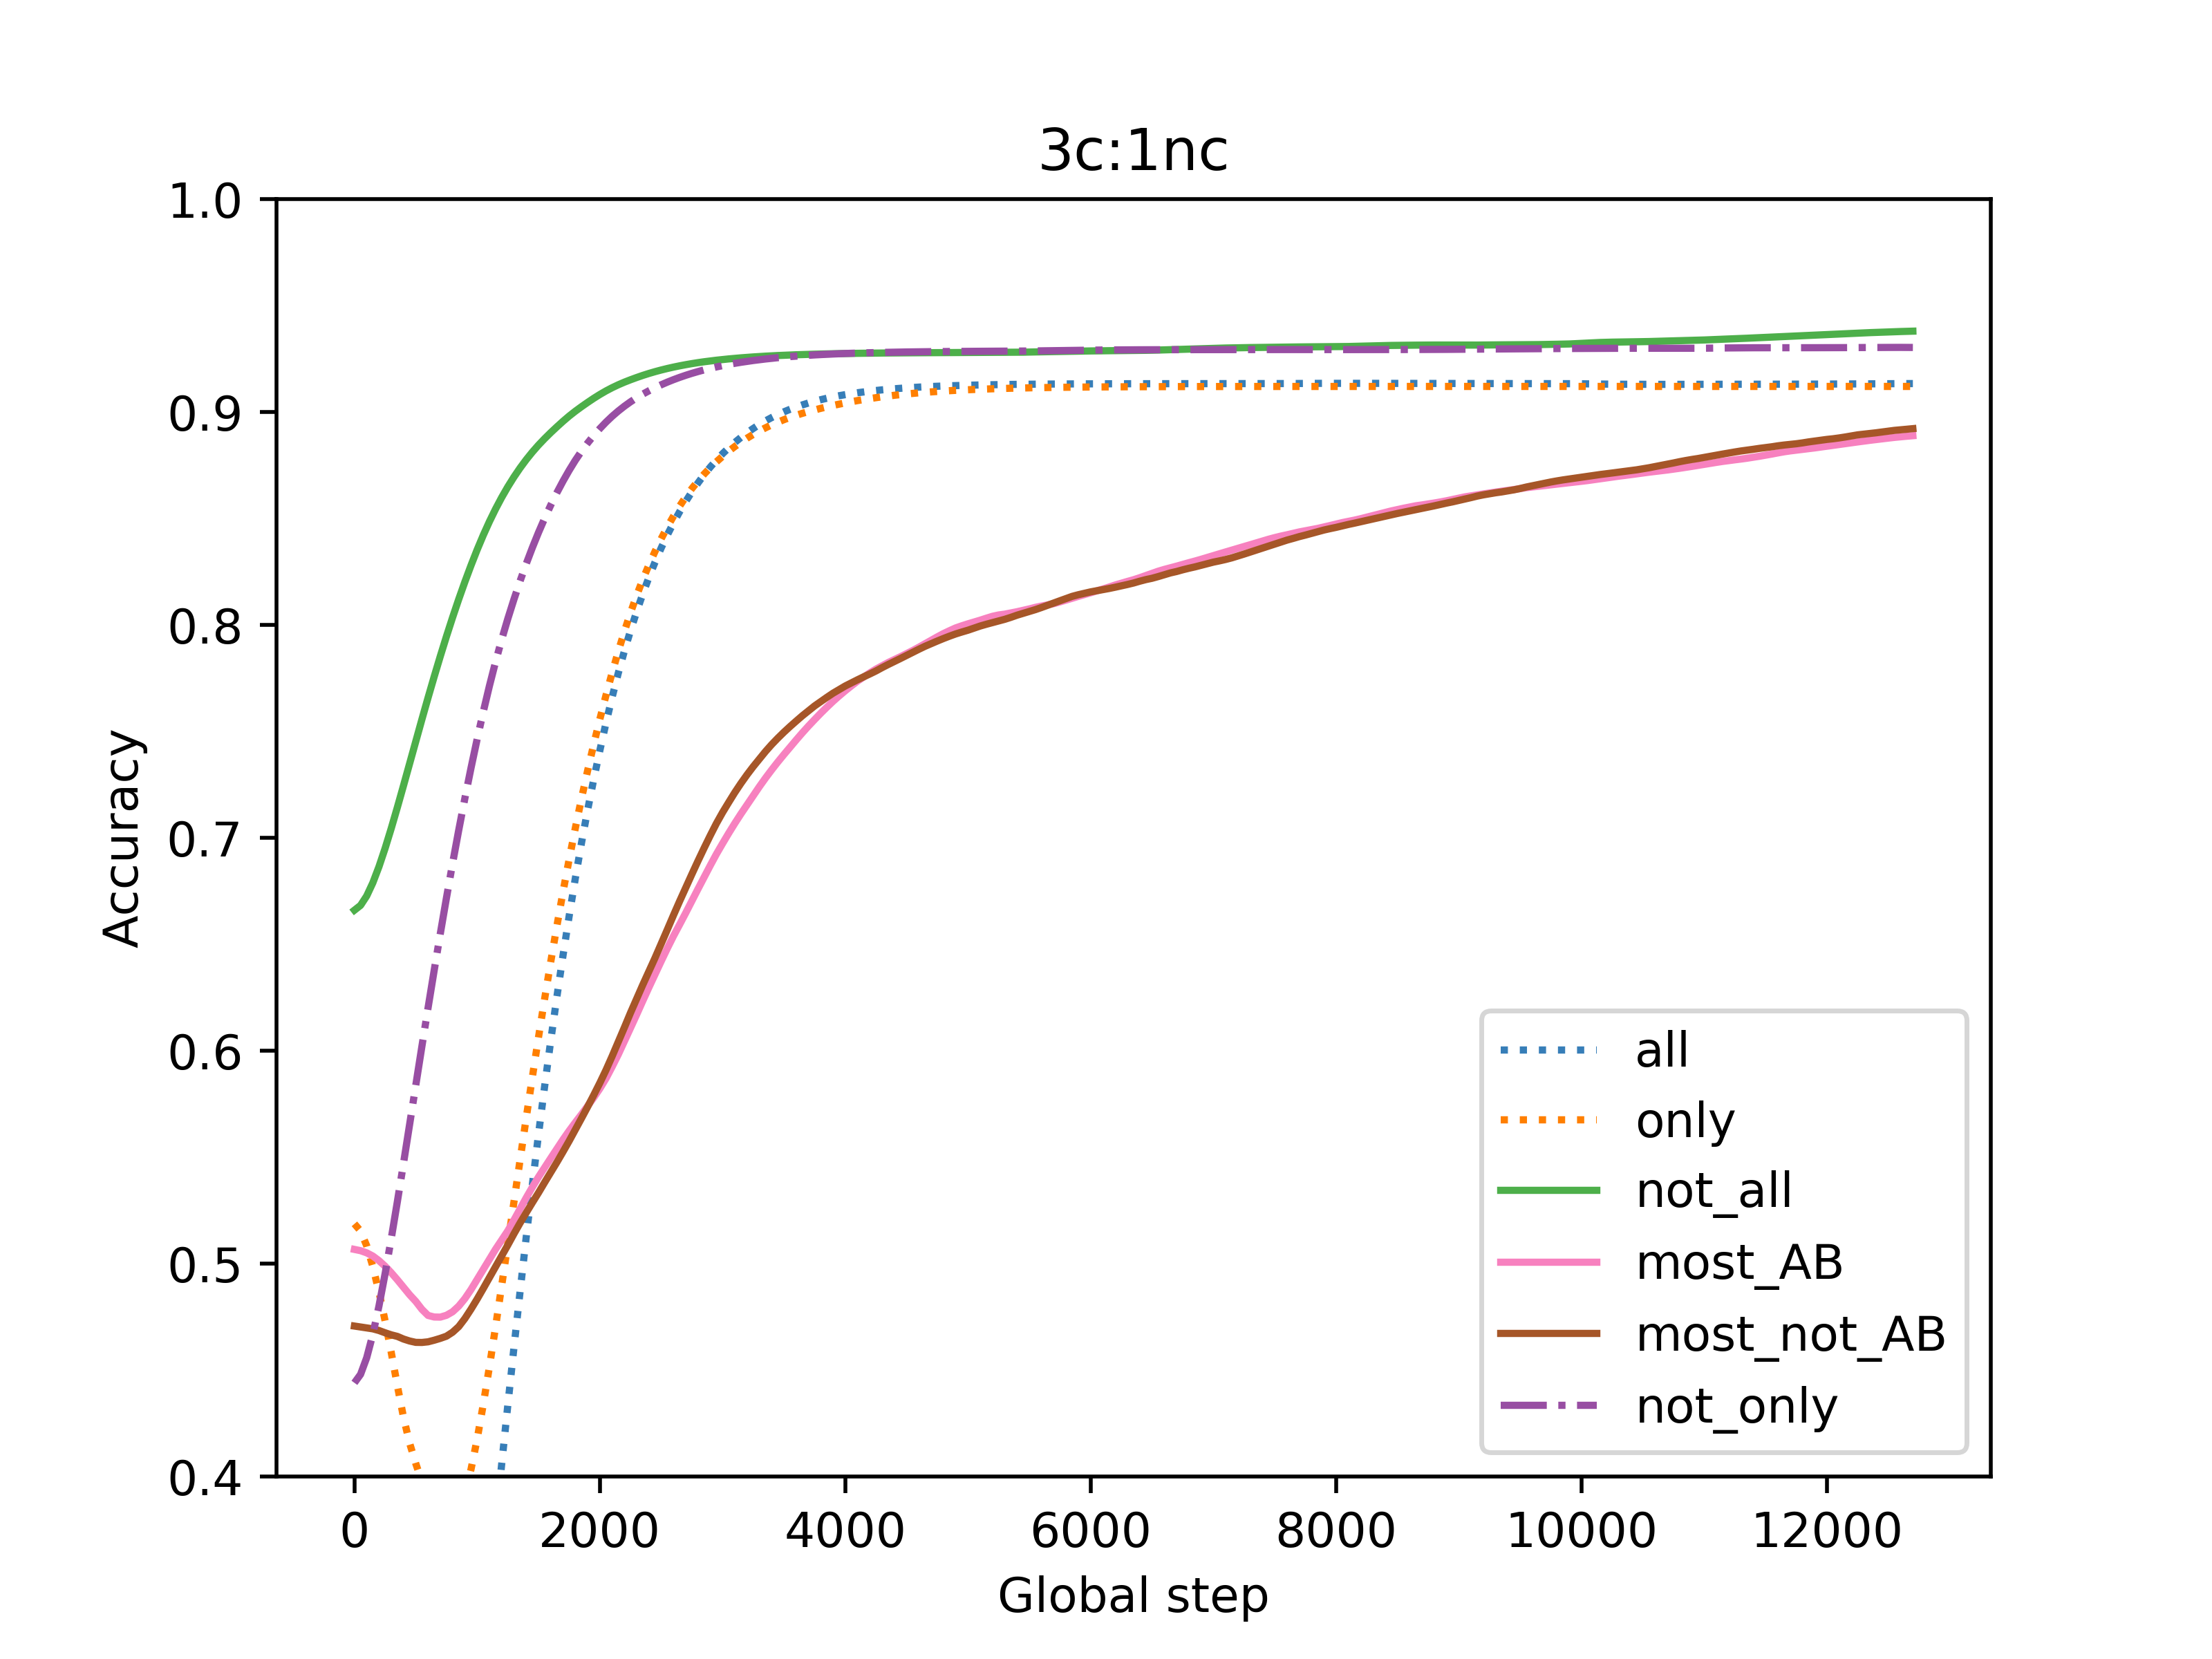 3c:1nc
1.0
0.9
0.8
0.7
0.6
0.5
0.4
Accuracy
0 2000 4000 6000 8000 10000 12000
Global step
all
only
not_all
most_AB
most_not_AB
not_only